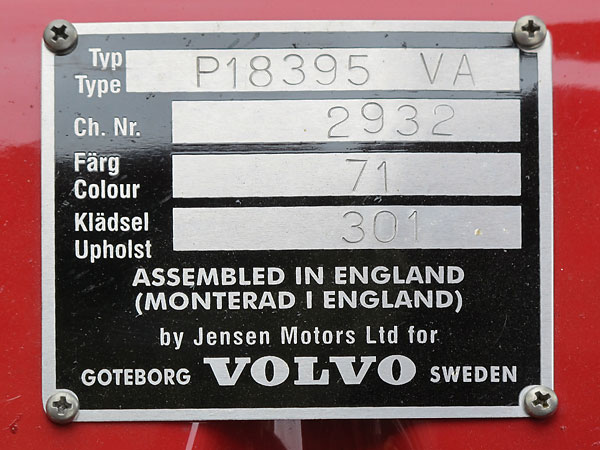 Typ
Type P18395 VA
Ch. Nr. 2932
Färg
Colour 71
Klädsel
Upholst 301
ASSEMBLED IN ENGLAND
(MONTERAD I ENGLAND)
by Jensen Motors Ltd for
GOTEBORG VOLVO SWEDEN